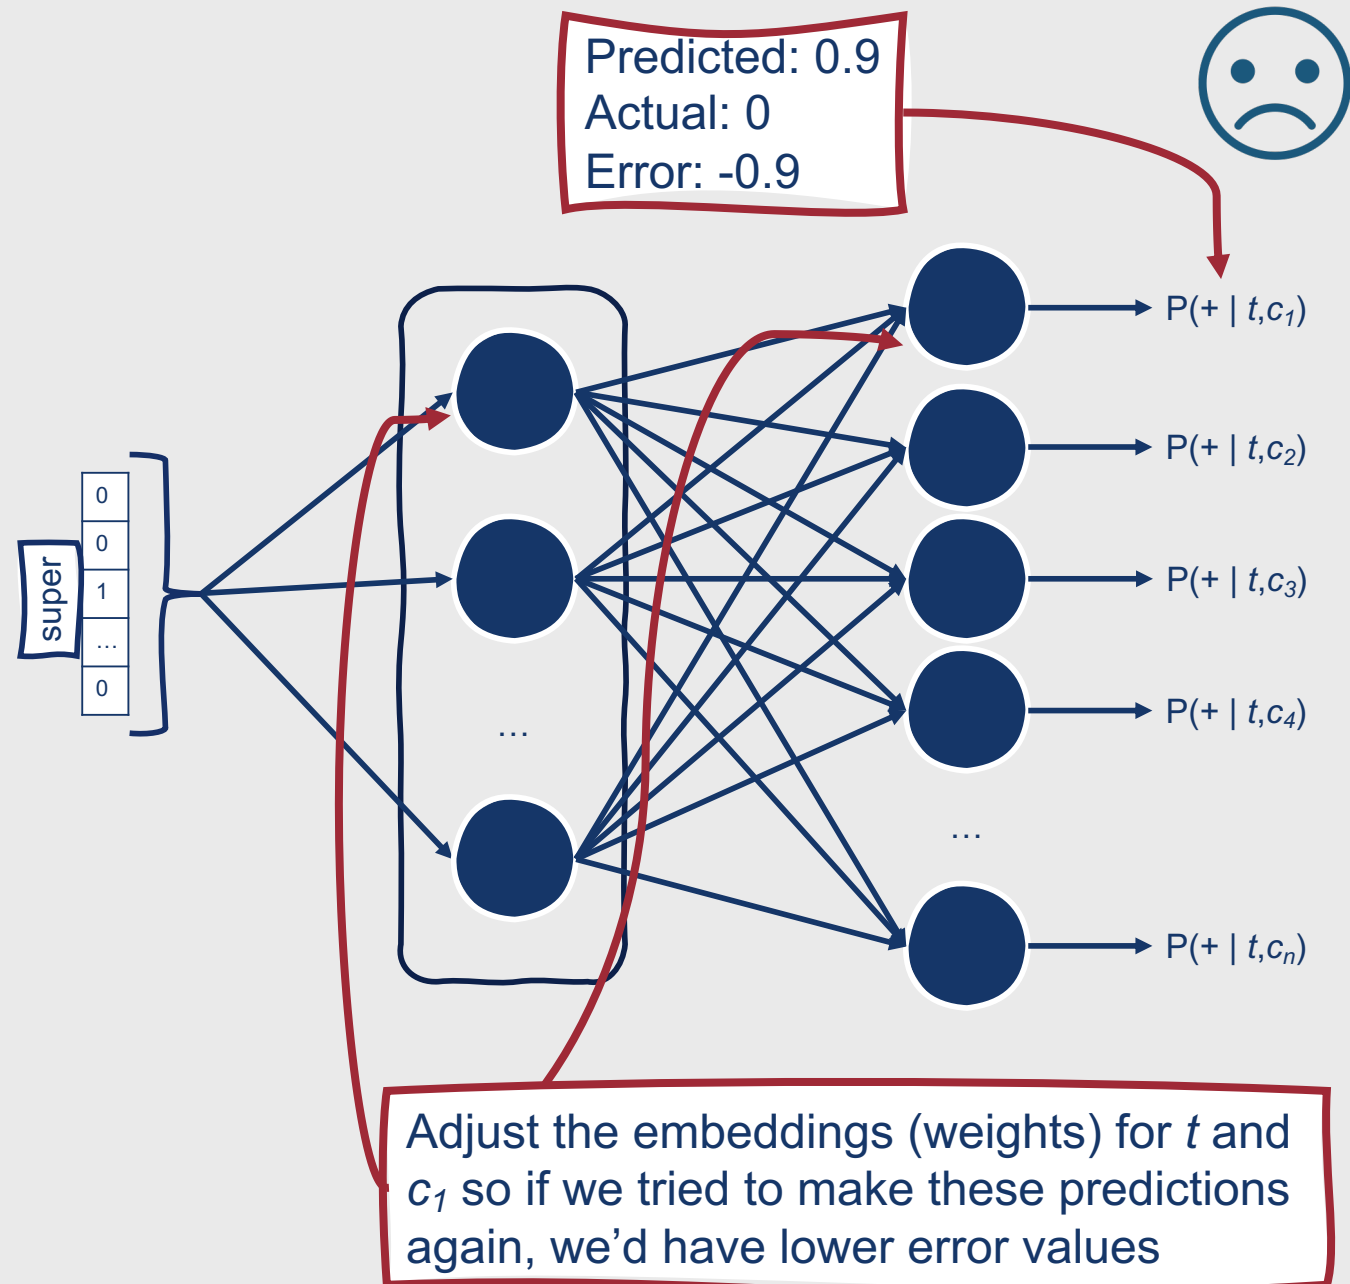 Predicted: 0.9
Actual: 0
Error: -0.9
super
0
0
1
...
0
...
P(+ | t,c1)
P(+ | t,c2)
P(+ | t,c3)
P(+ | t,c4)
...
P(+ | t,cn)
Adjust the embeddings (weights) for t and
c1 so if we tried to make these predictions
again, we’d have lower error values